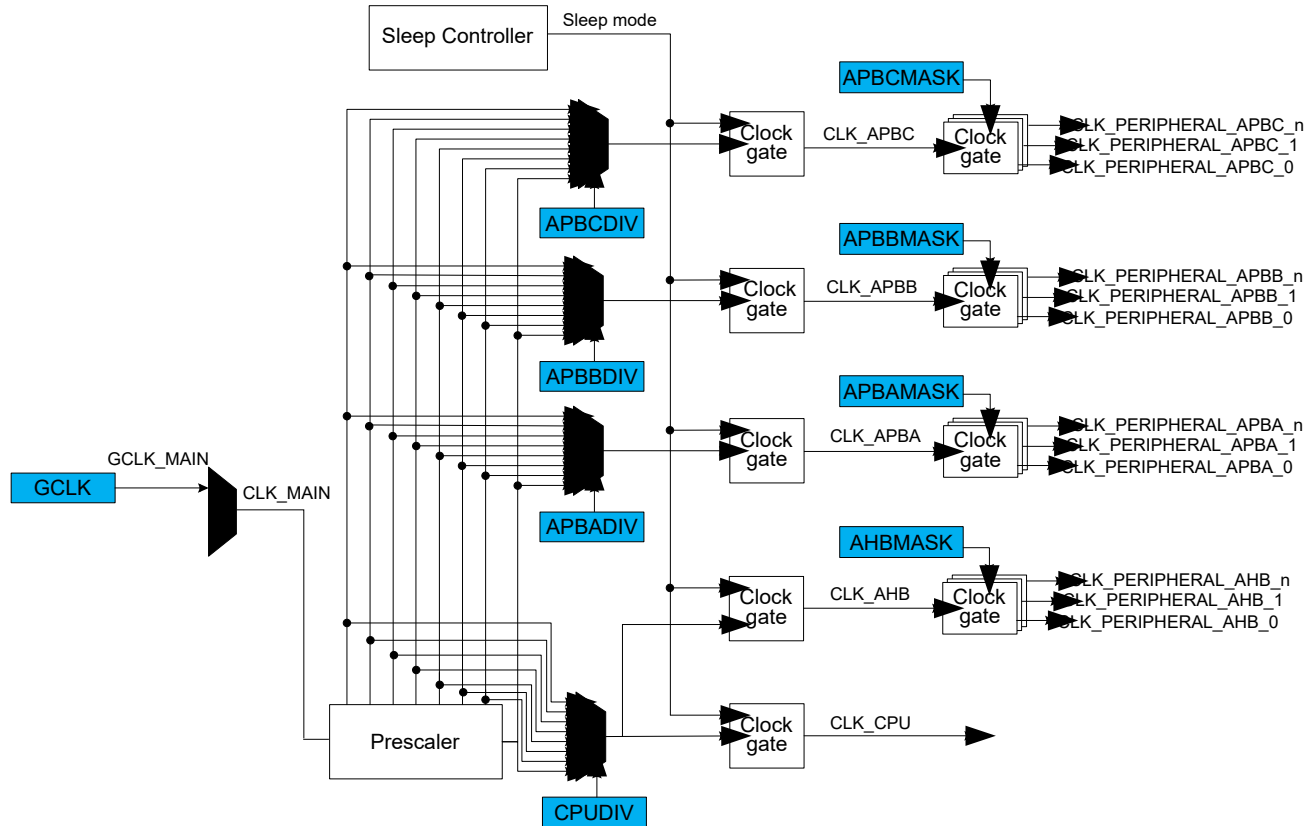 Sleep mode
Sleep Controller
APBCMASK
Clock
gate
CLK_APBC
Clock
gate
CLK_PERIPHERAL_APBC_n
CLK_PERIPHERAL_APBC_1
CLK_PERIPHERAL_APBC_0
APBCDIV
APBBMASK
Clock
gate
CLK_APBB
Clock
gate
CLK_PERIPHERAL_APBB_n
CLK_PERIPHERAL_APBB_1
CLK_PERIPHERAL_APBB_0
APBBDIV
APBAMASK
Clock
gate
CLK_APBA
Clock
gate
CLK_PERIPHERAL_APBA_n
CLK_PERIPHERAL_APBA_1
CLK_PERIPHERAL_APBA_0
GCLK_MAIN
GCLK
CLK_MAIN
APBADIV
AHBMASK
Clock
gate
CLK_AHB
Clock
gate
CLK_PERIPHERAL_AHB_n
CLK_PERIPHERAL_AHB_1
CLK_PERIPHERAL_AHB_0
Prescaler
Clock
gate
CLK_CPU
CPUDIV